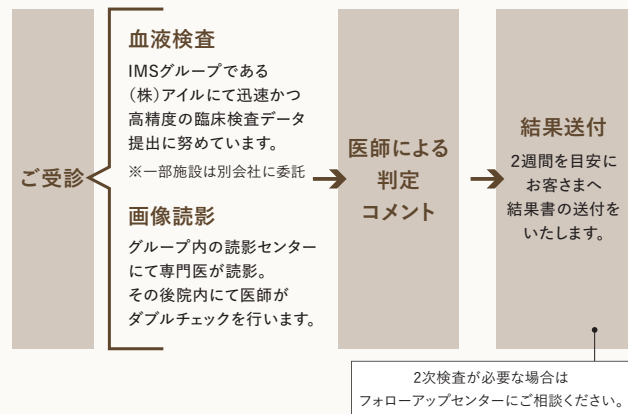 ご受診
血液検査
IMSグループである
（株）アイルにて迅速かつ
高精度の臨床検査データ
提出に努めています。
※一部施設は別会社に委託
画像読影
グループ内の読影センター
にて専門医が読影。
その後院内にて医師が
ダブルチェックを行います。
医師による
判定
コメント
結果送付
2週間を目安に
お客さまへ
結果書の送付を
いたします。
2次検査が必要な場合は
フォローアップセンターにご相談ください。